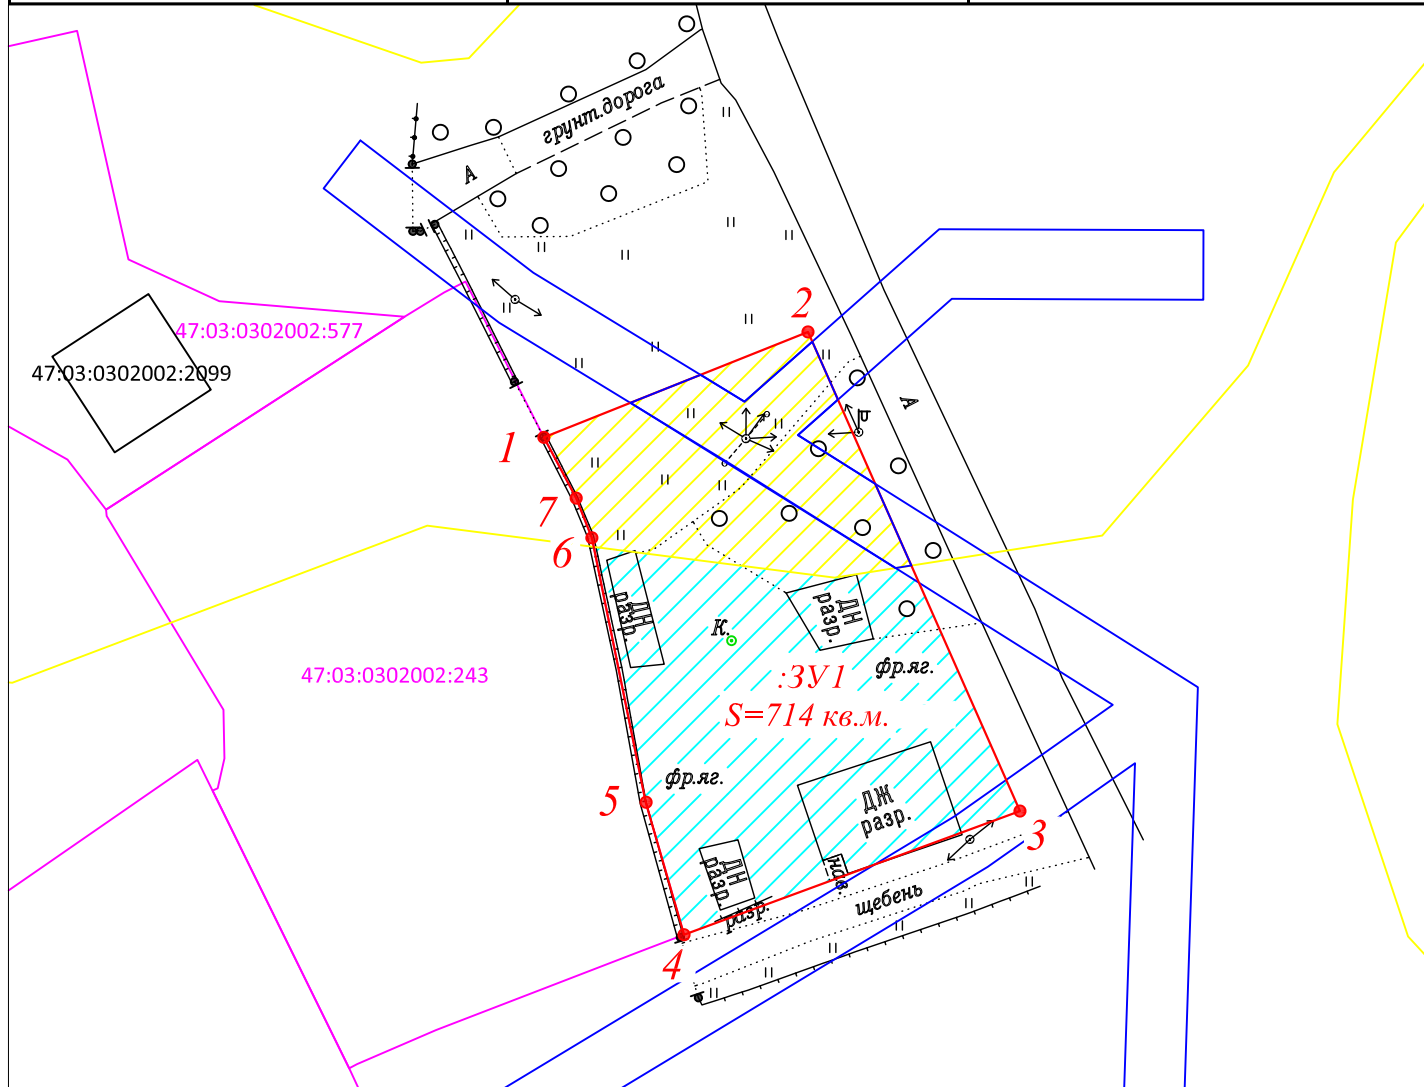 грунт.дорога
А
2
47:03:0302002:577
47:03:0302002:2099
А
1
7
6
ДН
разр.
ДН
разр.
К.
фр.яг.
47:03:0302002:243
:ЗУ1
S=714 кв.м.
фр.яг.
5
ДЖ
разр.
3
ДН
разр.
нав.
щебень
разр.
4